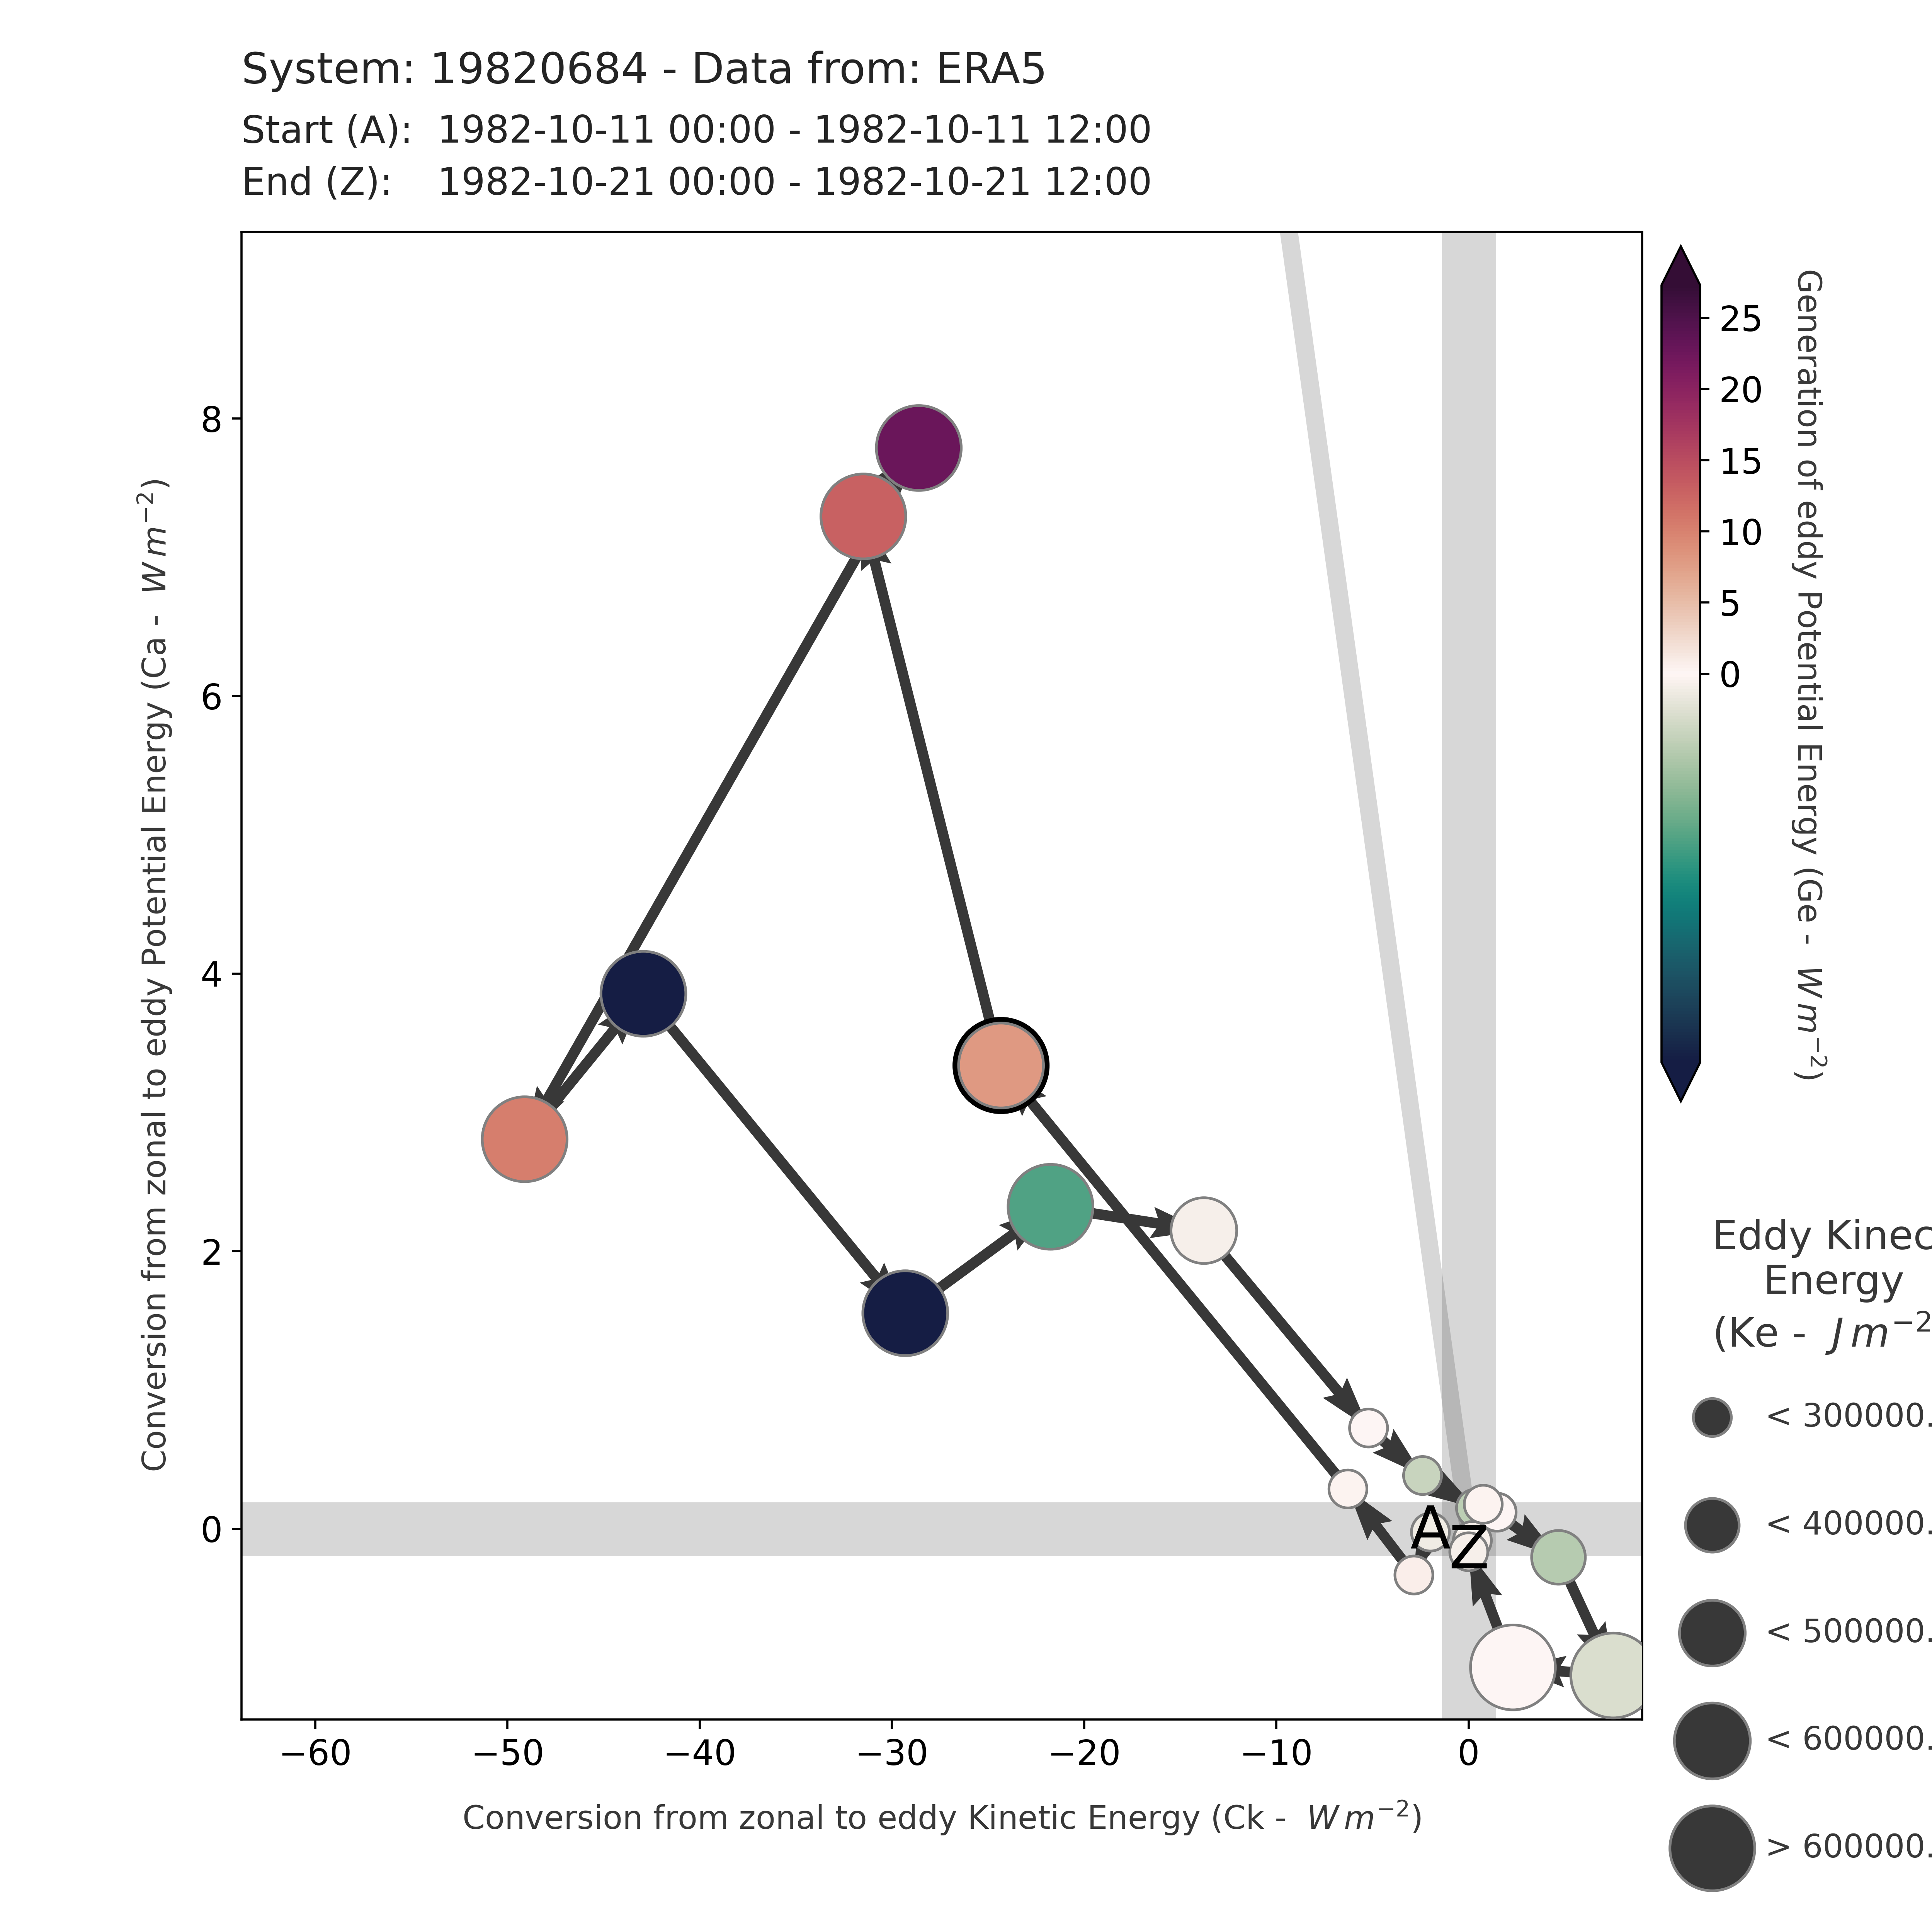 System: 19820684 - Data from: ERA5
Start (A): 1982-10-11 00:00 - 1982-10-11 12:00
End (Z): 1982-10-21 00:00 - 1982-10-21 12:00
Conversion from zonal to eddy Potential Energy (Ca - W m⁻²)
8
6
4
2
0
A
Z
−60
−50
−40
−30
−20
−10
0
Conversion from zonal to eddy Kinetic Energy (Ck - W m⁻²)
25
20
15
10
5
0
Generation of eddy Potential Energy (Ge - W m⁻²)
Eddy Kinec
Energy
(Ke - J m⁻²
< 300000.
< 400000.
< 500000.
< 600000.
> 600000.